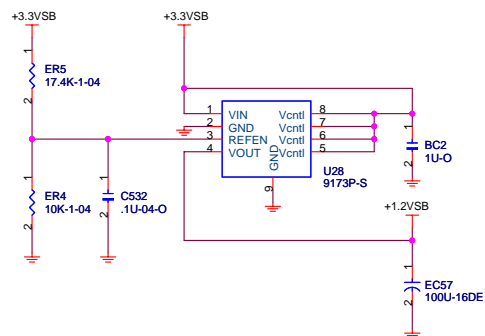 +3.3VSB
+3.3VSB
1
ER5
17.4K-1-04
2
1 VIN Vcntl 8
2 GND Vcntl 7
3 REFEN Vcntl 6
4 VOUT Vcntl 5
GND
9
U28
9173P-S
1
BC2
1U-O
2
1
ER4
10K-1-04
2
1
C532
.1U-04-O
2
+1.2VSB
1
EC57
100U-16DE
2